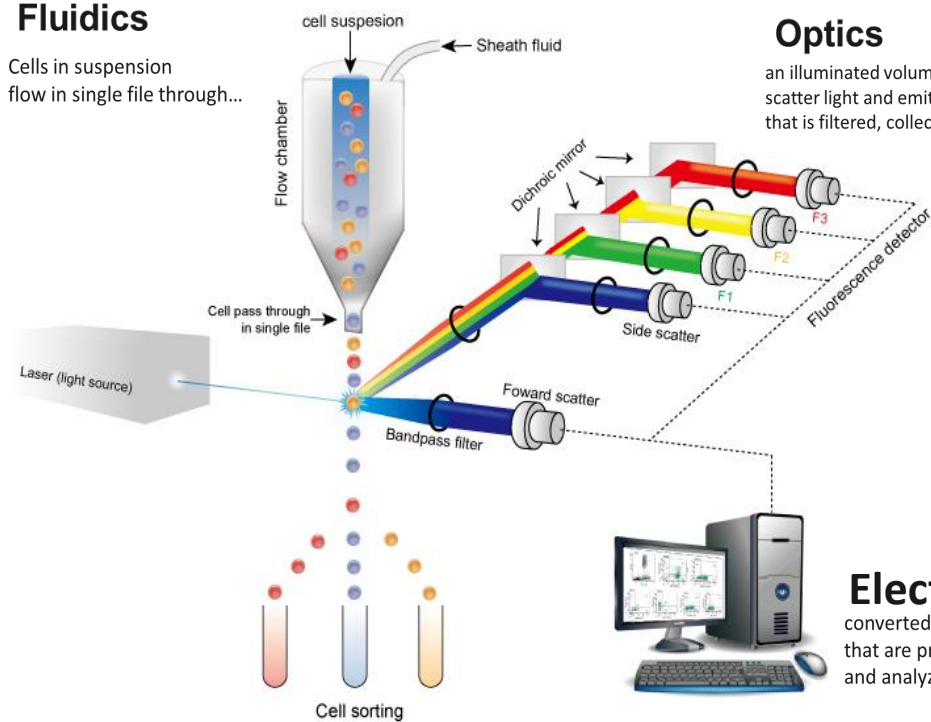 Fluidics
Cells in suspension
flow in single file through...
cell suspesion
Sheath fluid
Flow chamber
Cell pass through
in single file
Laser (light source)
Optics
an illuminated volum
scatter light and emit
that is filtered, collec
Dichroic mirror
F3
F2
F1
Fluorescence detector
Side scatter
Foward scatter
Bandpass filter
Elect
converted
that are pr
and analyz
Cell sorting